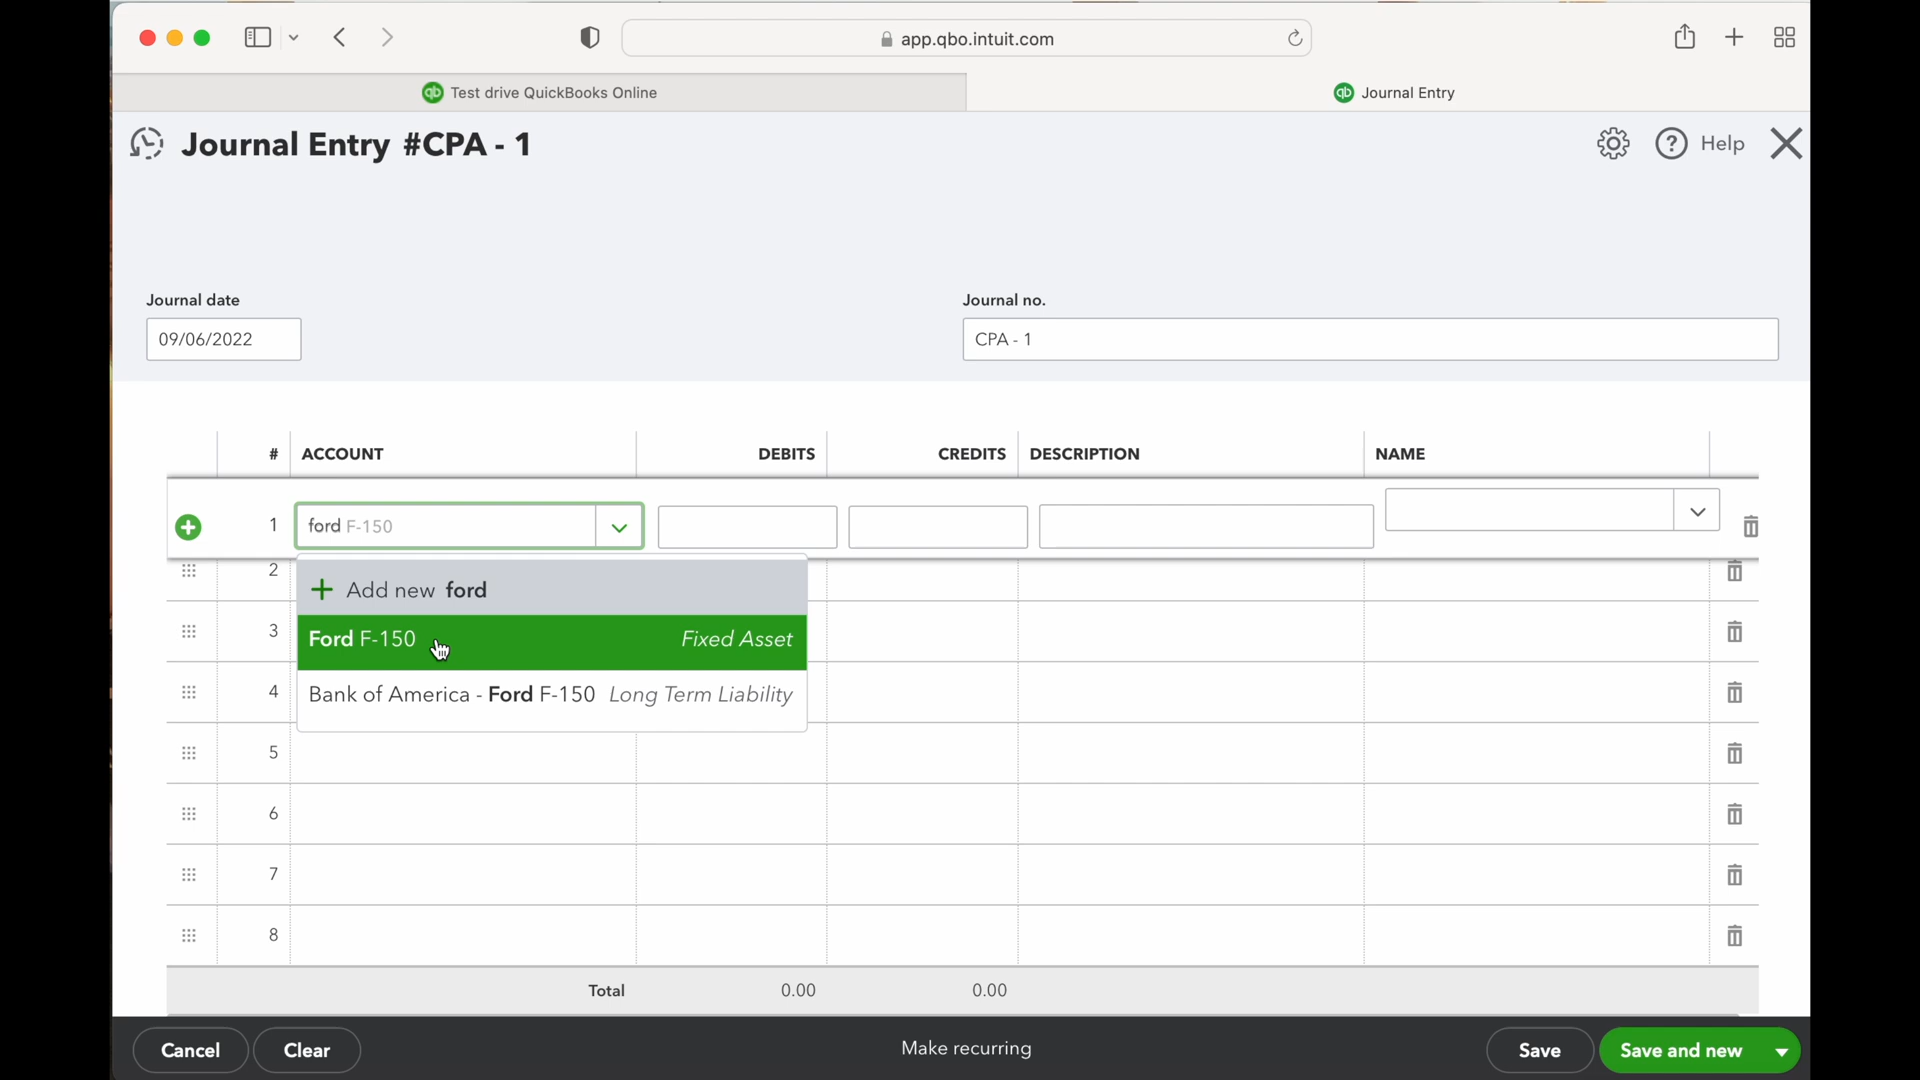 app.qbo.intuit.com
qb Test drive QuickBooks Online
qb Journal Entry
Journal Entry #CPA - 1
? Help
Journal date
Journal no.
09/06/2022
CPA - 1
# ACCOUNT DEBITS CREDITS DESCRIPTION NAME
1 ford F-150
2
+ Add new ford
3
Ford F-150 Fixed Asset
4
Bank of America - Ford F-150 Long Term Liability
5
6
7
8
Total 0.00 0.00
Cancel Clear Make recurring Save Save and new